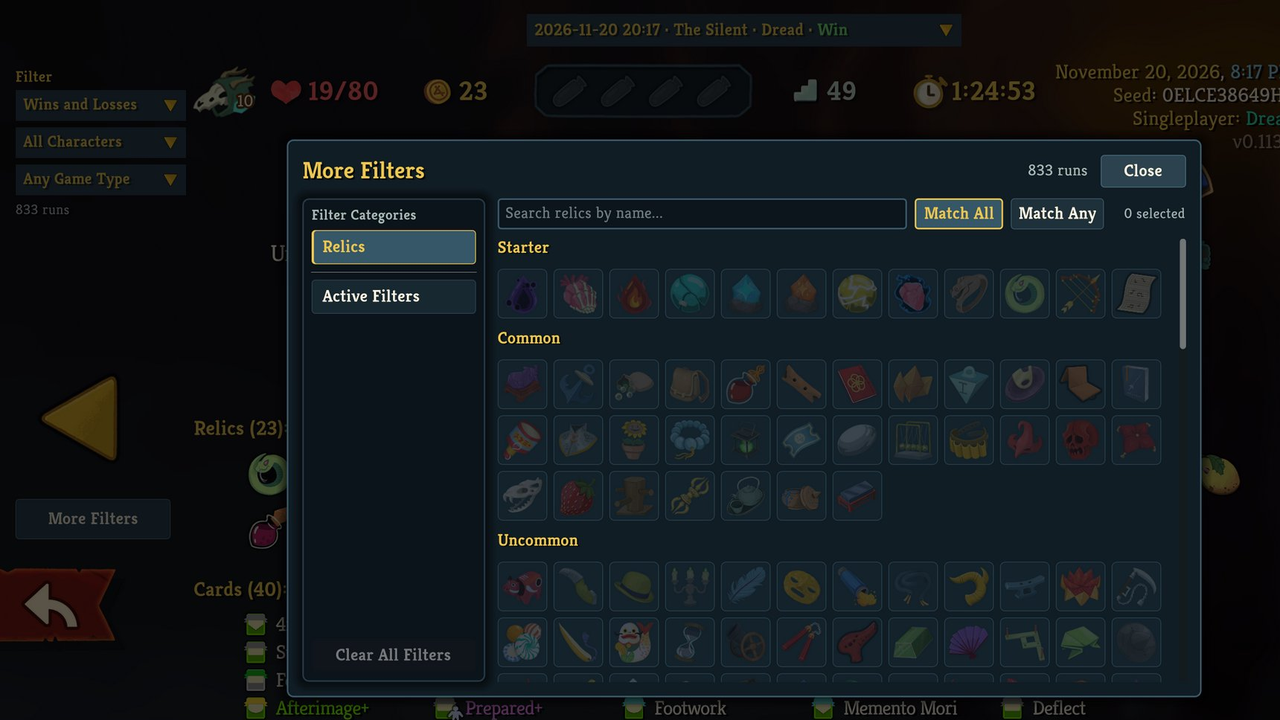 2026-11-20 20:17 · The Silent · Dread · Win
Filter
Wins and Losses
All Characters
Any Game Type
833 runs
10
19/80
23
49
1:24:53
November 20, 2026, 8:17 P
Seed: 0ELCE38649H
Singleplayer: Drea
v0.113
More Filters
833 runs
Close
Filter Categories
Relics
Active Filters
Clear All Filters
Search relics by name...
Match All
Match Any
0 selected
Starter
Common
Uncommon
Relics (23):
More Filters
Cards (40):
4
S
F
Afterimage+
Prepared+
Footwork
Memento Mori
Deflect